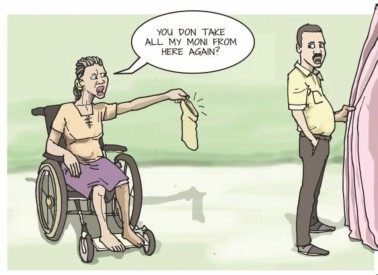 YOU DON TAKE
ALL MY MONI FROM
HERE AGAIN?